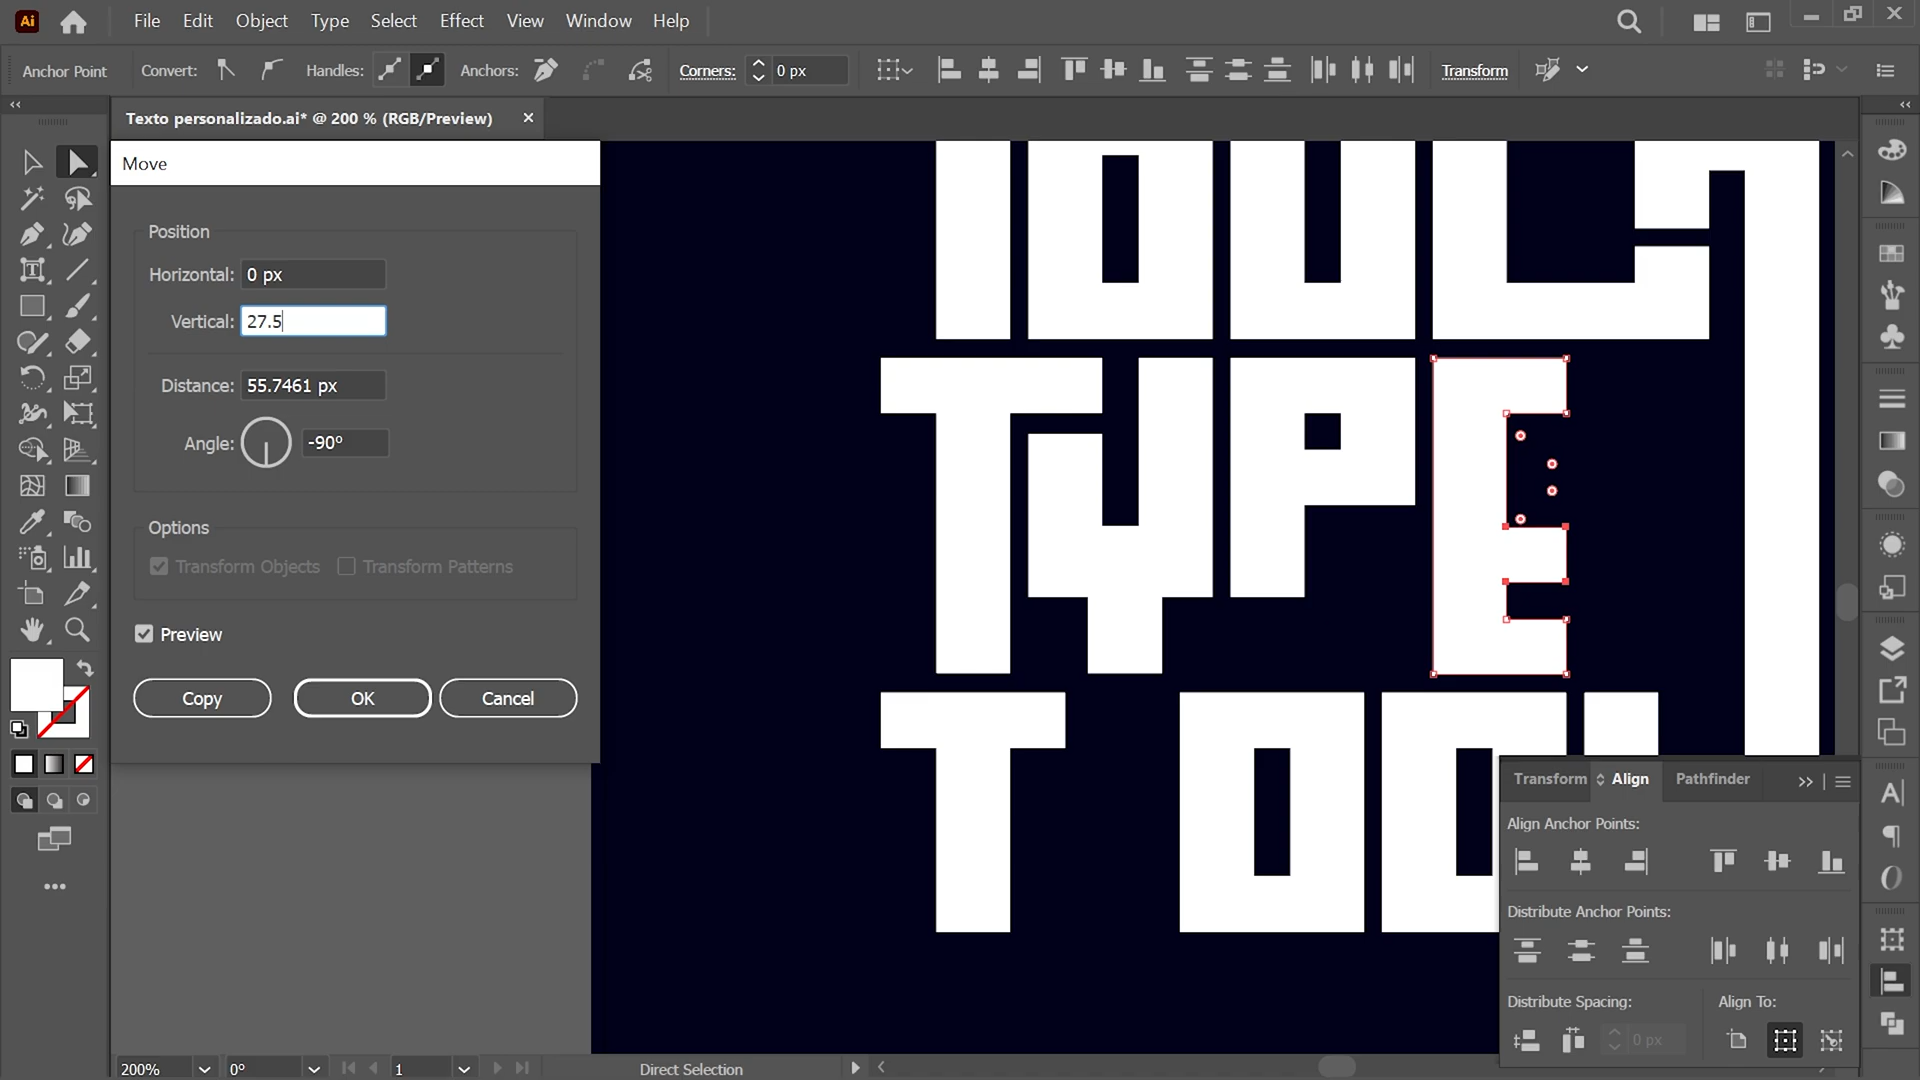 Ai File Edit Object Type Select Effect View Window Help
Anchor Point Convert: Handles: Anchors: Corners: 0 px Transform
Texto personalizado.ai* @ 200 % (RGB/Preview)
Move
Position
Horizontal: 0 px
Vertical: 27.5
Distance: 55.7461 px
Angle: -90°
Options
Transform Objects Transform Patterns
Preview
Copy OK Cancel
TYPE
Transform Align Pathfinder
Align Anchor Points:
Distribute Anchor Points:
Distribute Spacing: Align To:
0 px
200% 0° 1 Direct Selection